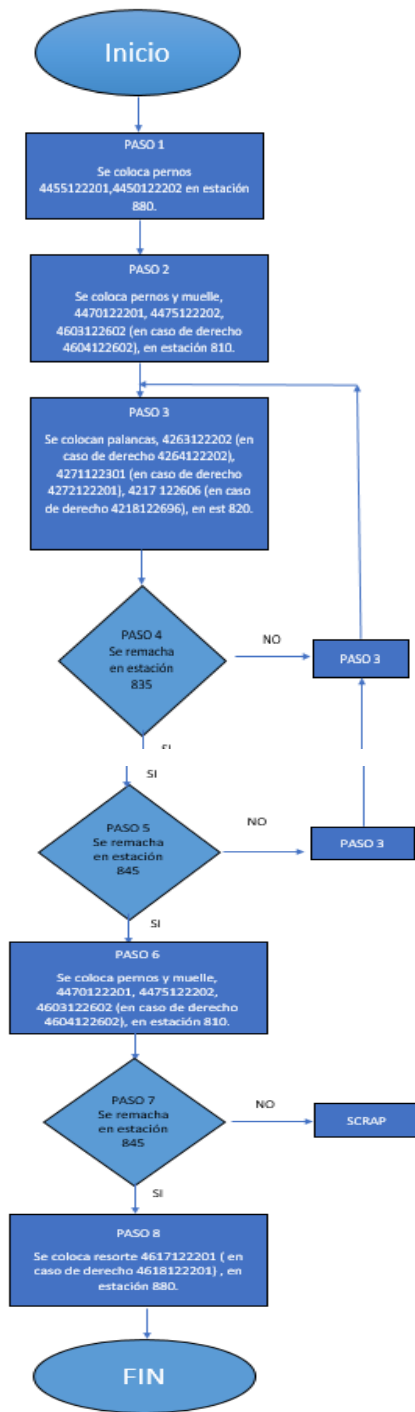 Inicio
PASO 1
Se coloca pernos
4455122201,4450122202 en estación
880.
PASO 2
Se coloca pernos y muelle,
4470122201, 4475122202,
4603122602 (en caso de derecho
4604122602), en estación 810.
PASO 3
Se colocan palancas, 4263122202 (en
caso de derecho 4264122202),
4271122301 (en caso de derecho
4272122201), 4217 122606 (en caso
de derecho 4218122696), en est 820.
PASO 4
Se remacha
en estación
835
NO
PASO 3
SI
SI
PASO 5
Se remacha
en estación
845
NO
PASO 3
SI
PASO 6
Se coloca pernos y muelle,
4470122201, 4475122202,
4603122602 (en caso de derecho
4604122602), en estación 810.
PASO 7
Se remacha
en estación
845
NO
SCRAP
SI
PASO 8
Se coloca resorte 4617122201 ( en
caso de derecho 4618122201) , en
estación 880.
FIN